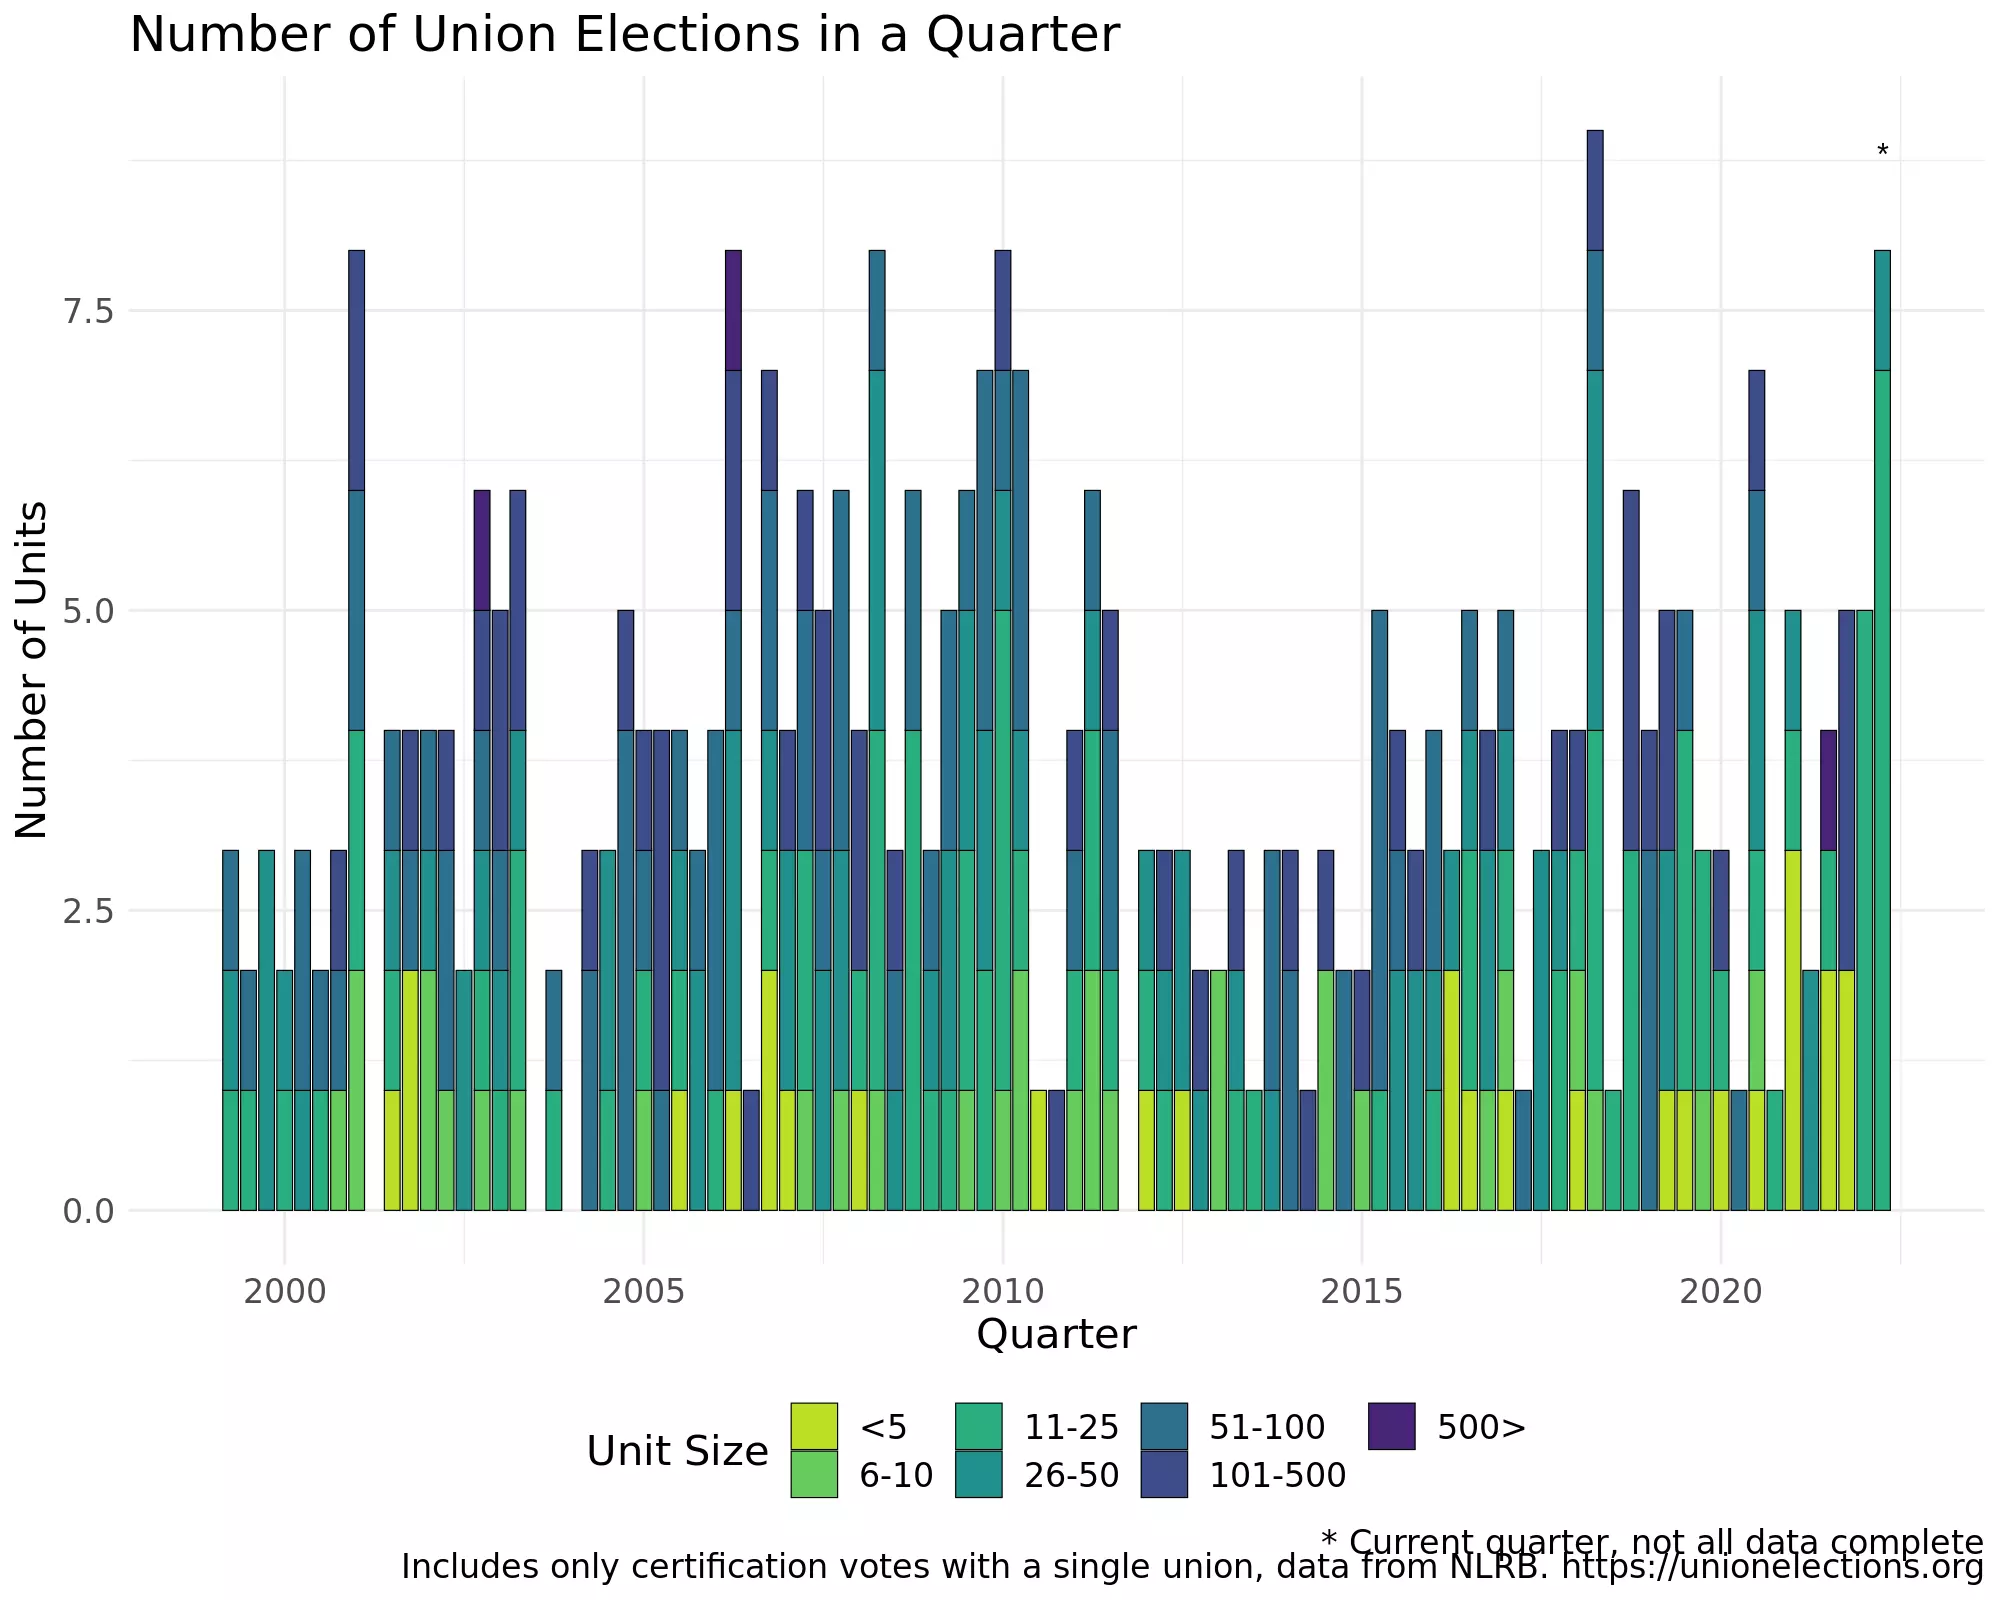 Number of Union Elections in a Quarter
*
7.5
5.0
2.5
0.0
Number of Units
2000 2005 2010 2015 2020
Quarter
Unit Size
<5 11-25 51-100 500>
6-10 26-50 101-500
* Current quarter, not all data complete
Includes only certification votes with a single union, data from NLRB. https://unionelections.org